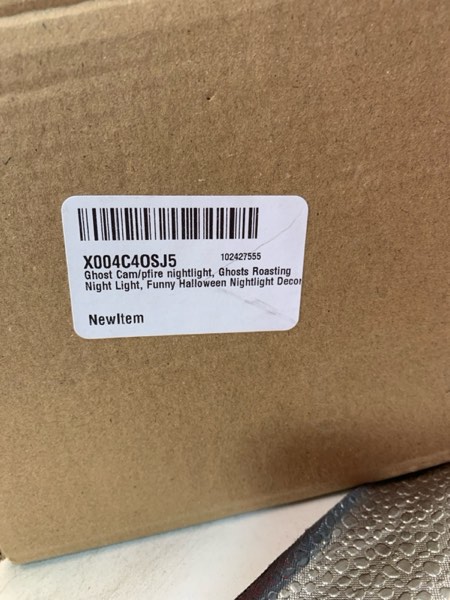 X004C4OSJ5 102427555
Ghost Cam/pfire nightlight, Ghosts Roasting
Night Light, Funny Halloween Nightlight Decor
NewItem